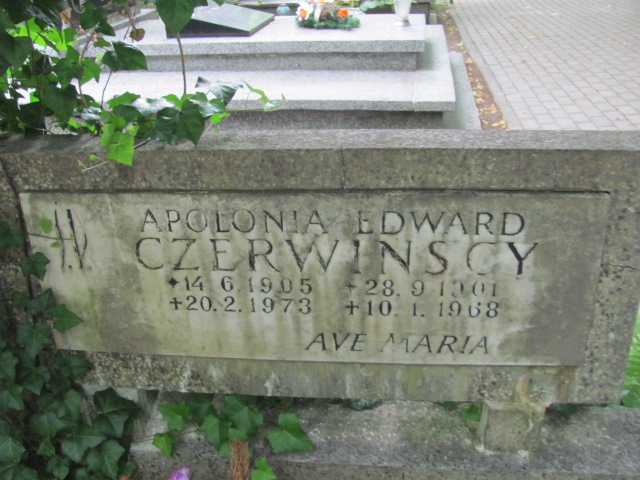 APOLONIA EDWARD
CZERWINSCY
*14.6.1905 *28.9.1901
+20.2.1973 +10.1.1968
AVE MARIA